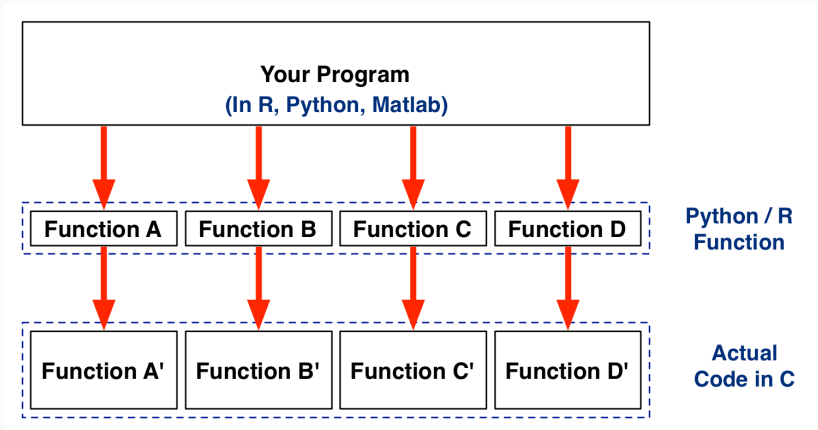 Your Program
(In R, Python, Matlab)
Function A
Function B
Function C
Function D
Python / R
Function
Function A'
Function B'
Function C'
Function D'
Actual
Code in C